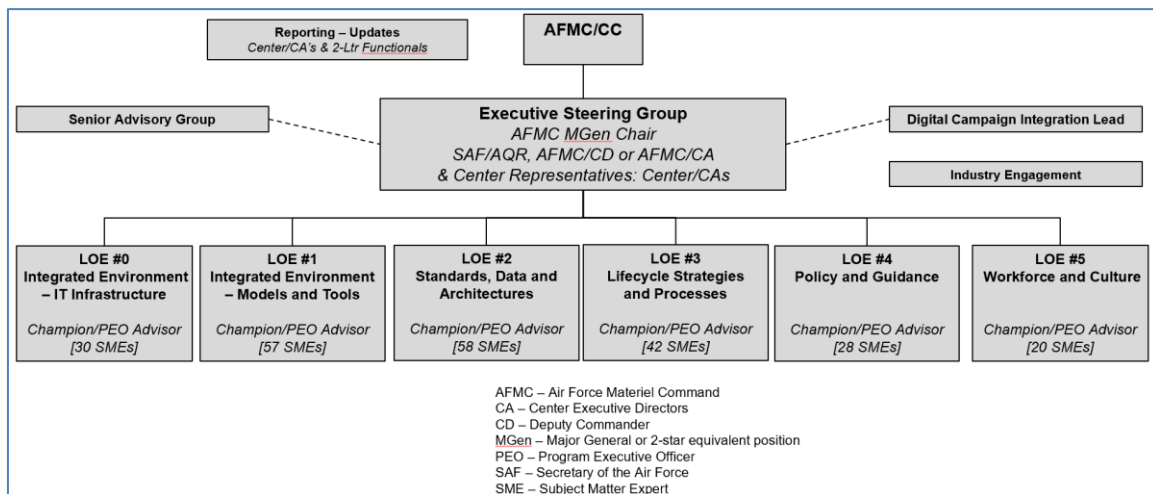 Reporting – Updates
Center/CA's & 2-Ltr Functionals
AFMC/CC
Senior Advisory Group
Executive Steering Group
AFMC MGen Chair
SAF/AQR, AFMC/CD or AFMC/CA
& Center Representatives: Center/CAs
Digital Campaign Integration Lead
Industry Engagement
LOE #0
Integrated Environment
– IT Infrastructure
Champion/PEO Advisor
[30 SMEs]
LOE #1
Integrated Environment
– Models and Tools
Champion/PEO Advisor
[57 SMEs]
LOE #2
Standards, Data and
Architectures
Champion/PEO Advisor
[58 SMEs]
LOE #3
Lifecycle Strategies
and Processes
Champion/PEO Advisor
[42 SMEs]
LOE #4
Policy and Guidance
Champion/PEO Advisor
[28 SMEs]
LOE #5
Workforce and Culture
Champion/PEO Advisor
[20 SMEs]
AFMC – Air Force Materiel Command
CA – Center Executive Directors
CD – Deputy Commander
MGen – Major General or 2-star equivalent position
PEO – Program Executive Officer
SAF – Secretary of the Air Force
SME – Subject Matter Expert